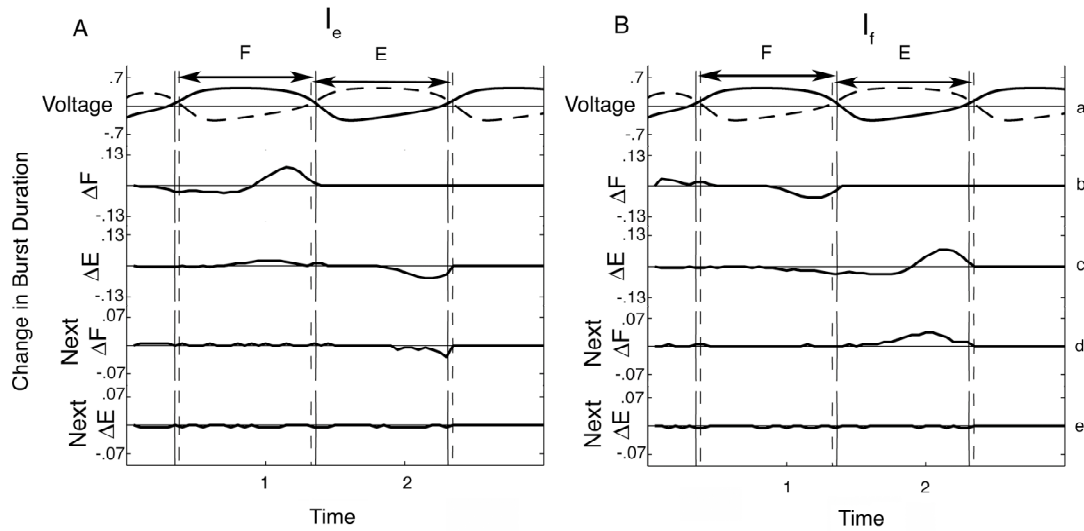 A
I_e
F
E
Voltage
.7
-.7
Change in Burst Duration
ΔF
.13
-.13
ΔE
.13
-.13
Next
ΔF
.07
-.07
Next
ΔE
.07
-.07
1
2
Time
B
I_f
F
E
Voltage
.7
-.7
a
ΔF
.13
-.13
b
ΔE
.13
-.13
c
Next
ΔF
.07
-.07
d
Next
ΔE
.07
-.07
e
1
2
Time